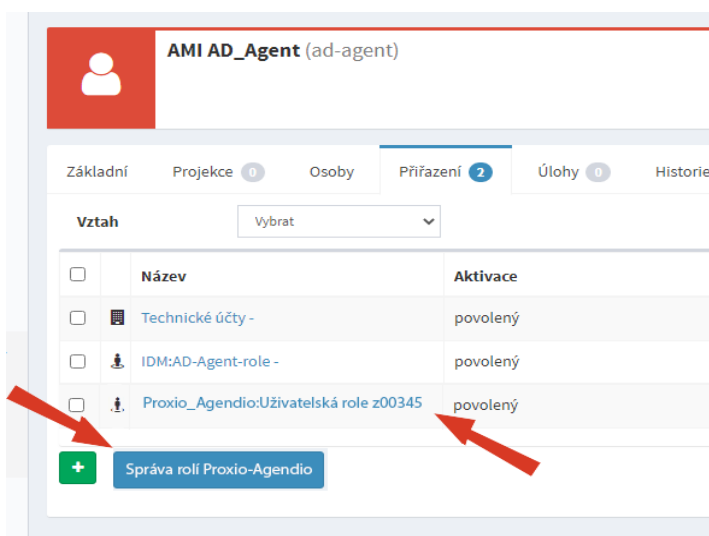 AMI AD_Agent (ad-agent)
Základní Projekce 0 Osoby Přiřazení 2 Úlohy 0 Historie
Vztah Vybrat
Název Aktivace
Technické účty - povolený
IDM:AD-Agent-role - povolený
Proxio_Agendio:Uživatelská role z00345 povolený
+ Správa rolí Proxio-Agendio